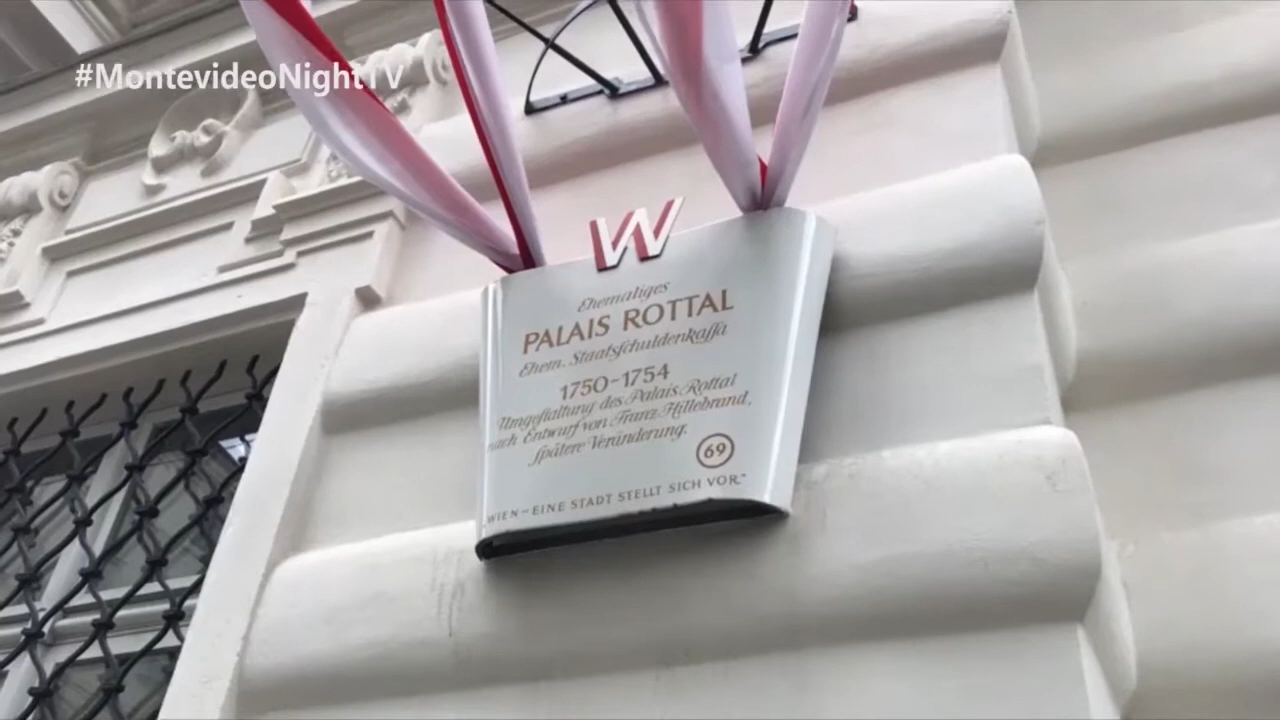 #MontevideoNightTV
W
Ehemaliges
PALAIS ROTTAL
Ehem. Staatsſchuldenkaſſa
1750-1754
Umgeſtaltung des Palais Rottal
nach Entwurf von Franz Hillebrand,
ſpätere Veränderung.
69
WIEN – EINE STADT STELLT SICH VOR."